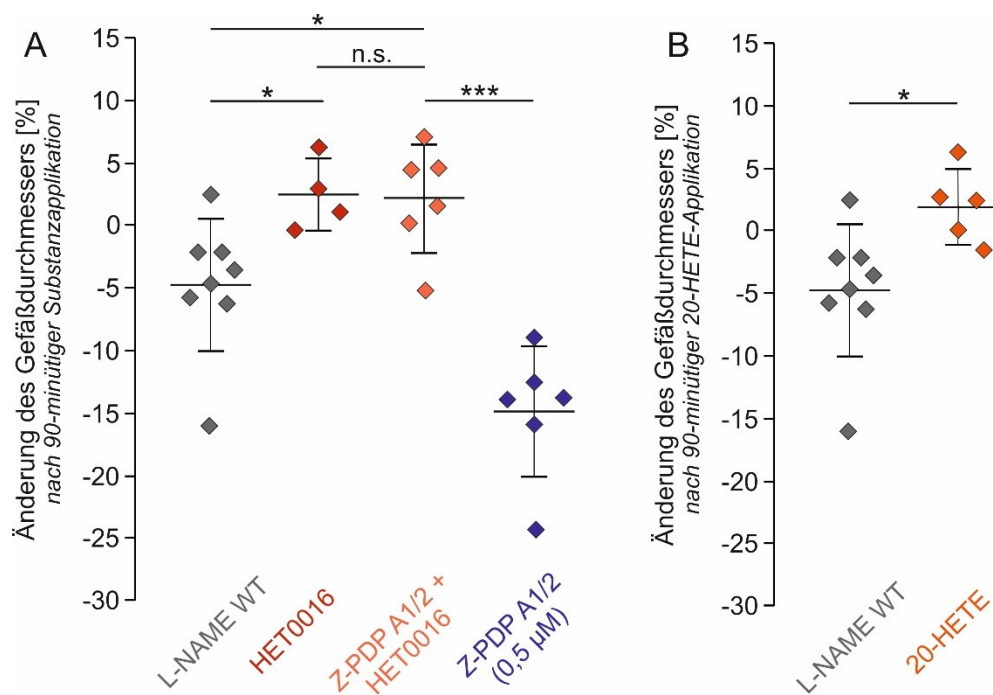 A
Änderung des Gefäßdurchmessers [%]
nach 90-minütiger Substanzapplikation
15
10
5
0
-5
-10
-15
-20
-25
-30
*
n.s.
*
***
L-NAME WT
HET0016
Z-PDP A1/2 +
HET0016
Z-PDP A1/2
(0,5 µM)
B
Änderung des Gefäßdurchmessers [%]
nach 90-minütiger 20-HETE-Applikation
15
10
5
0
-5
-10
-15
-20
-25
-30
*
L-NAME WT
20-HETE